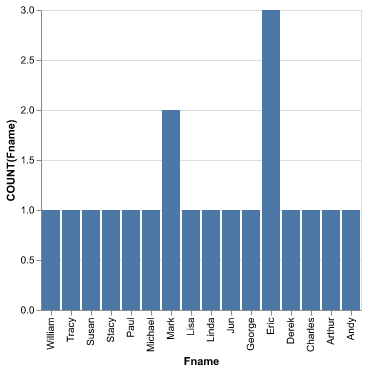 3.0
2.5
2.0
1.5
1.0
0.5
0.0
COUNT(Fname)
William
Tracy
Susan
Stacy
Paul
Michael
Mark
Lisa
Linda
Jun
George
Eric
Derek
Charles
Arthur
Andy
Fname